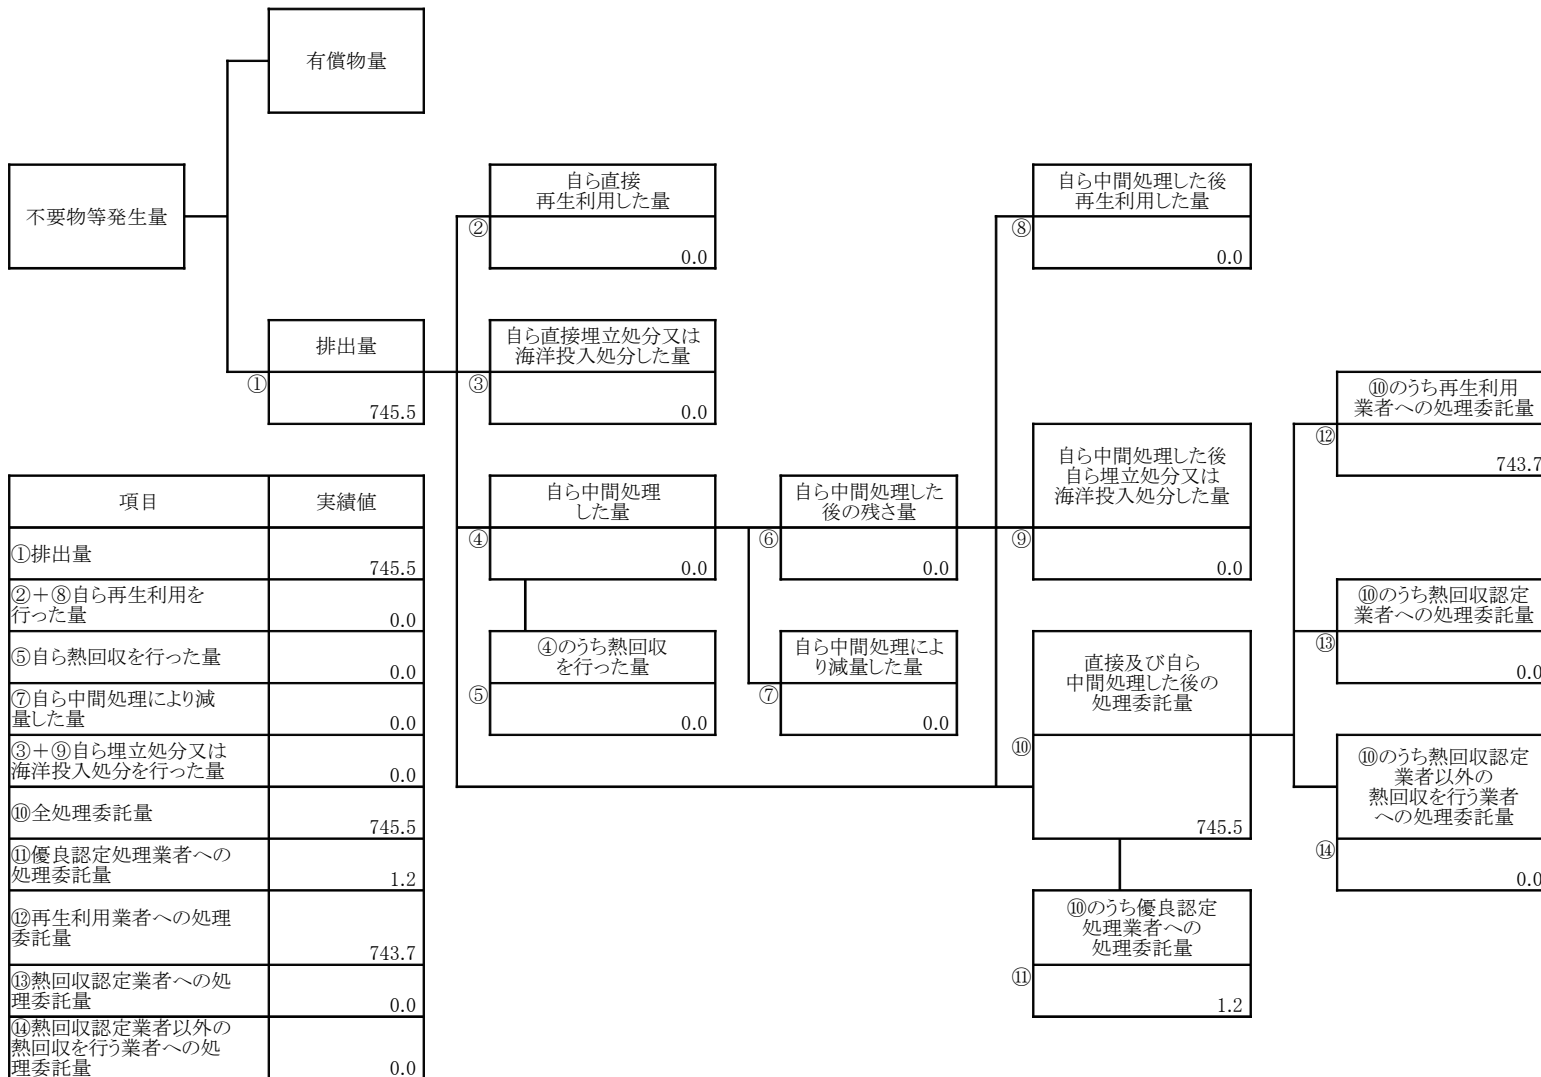 有償物量
不要物等発生量
自ら直接
再生利用した量
②
0.0
自ら中間処理した後
再生利用した量
⑧
0.0
排出量
①
745.5
自ら直接埋立処分又は
海洋投入処分した量
③
0.0
⑩のうち再生利用
業者への処理委託量
⑫
743.7
自ら中間処理
した量
④
0.0
自ら中間処理した
後の残さ量
⑥
0.0
自ら中間処理した後
自ら埋立処分又は
海洋投入処分した量
⑨
0.0
⑩のうち熱回収認定
業者への処理委託量
⑬
0.0
④のうち熱回収
を行った量
⑤
0.0
自ら中間処理によ
り減量した量
⑦
0.0
直接及び自ら
中間処理した後の
処理委託量
⑩
745.5
⑩のうち熱回収認定
業者以外の
熱回収を行う業者
への処理委託量
⑭
0.0
⑩のうち優良認定
処理業者への
処理委託量
⑪
1.2
項目 実績値
①排出量 745.5
②+⑧自ら再生利用を
行った量 0.0
⑤自ら熱回収を行った量 0.0
⑦自ら中間処理により減
量した量 0.0
③+⑨自ら埋立処分又は
海洋投入処分を行った量 0.0
⑩全処理委託量 745.5
⑪優良認定処理業者への
処理委託量 1.2
⑫再生利用業者への処理
委託量 743.7
⑬熱回収認定業者への処
理委託量 0.0
⑭熱回収認定業者以外の
熱回収を行う業者への処
理委託量 0.0